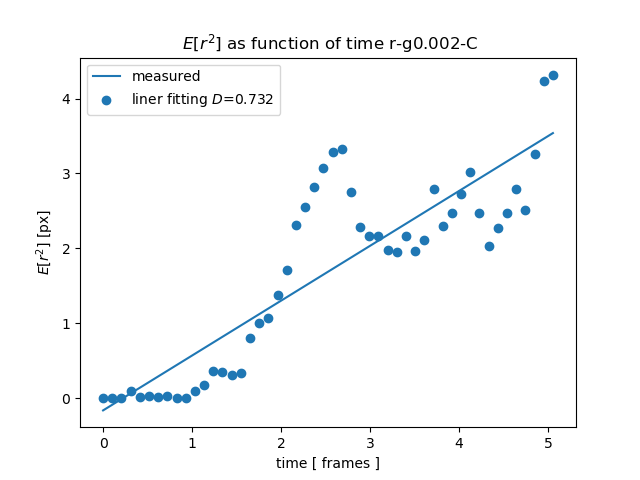 E[r²] as function of time r-g0.002-C
measured
liner fitting D=0.732
4
3
2
1
0
E[r²] [px]
0 1 2 3 4 5
time [ frames ]